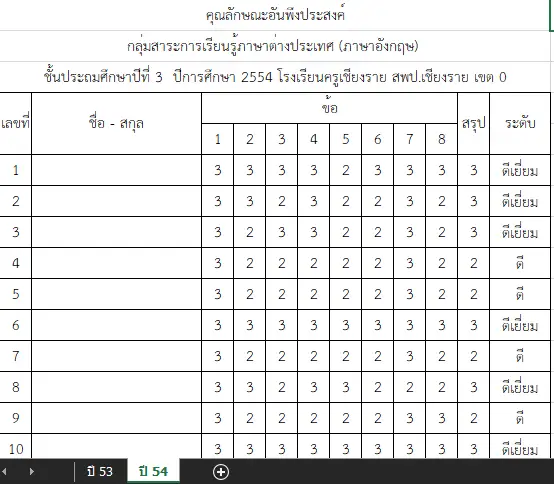 คุณลักษณะอันพึงประสงค์
กลุ่มสาระการเรียนรู้ภาษาต่างประเทศ (ภาษาอังกฤษ)
ชั้นประถมศึกษาปีที่ 3 ปีการศึกษา 2554 โรงเรียนครูเชียงราย สพป.เชียงราย เขต 0
เลขที่ ชื่อ - สกุล ข้อ สรุป ระดับ
1 2 3 4 5 6 7 8
1 3 3 3 3 2 3 3 3 3 ดีเยี่ยม
2 3 3 2 3 2 2 3 3 3 ดีเยี่ยม
3 3 2 3 3 2 2 3 3 3 ดีเยี่ยม
4 3 2 2 2 2 2 3 2 2 ดี
5 3 2 2 2 2 2 3 2 2 ดี
6 3 3 3 3 3 3 3 3 3 ดีเยี่ยม
7 3 2 2 2 2 2 3 2 2 ดี
8 3 3 2 3 2 2 3 3 3 ดีเยี่ยม
9 3 2 2 2 2 2 3 3 2 ดี
10 3 3 3 3 3 3 3 3 3 ดีเยี่ยม
ปี 53 ปี 54